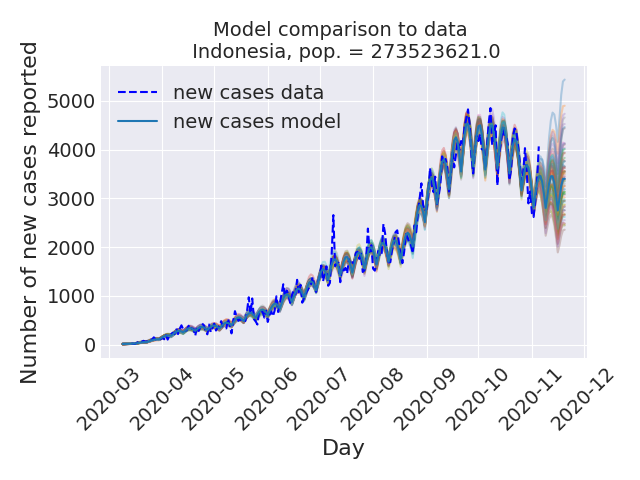 Model comparison to data
Indonesia, pop. = 273523621.0
new cases data
new cases model
Number of new cases reported
5000
4000
3000
2000
1000
0
2020-03
2020-04
2020-05
2020-06
2020-07
2020-08
2020-09
2020-10
2020-11
2020-12
Day